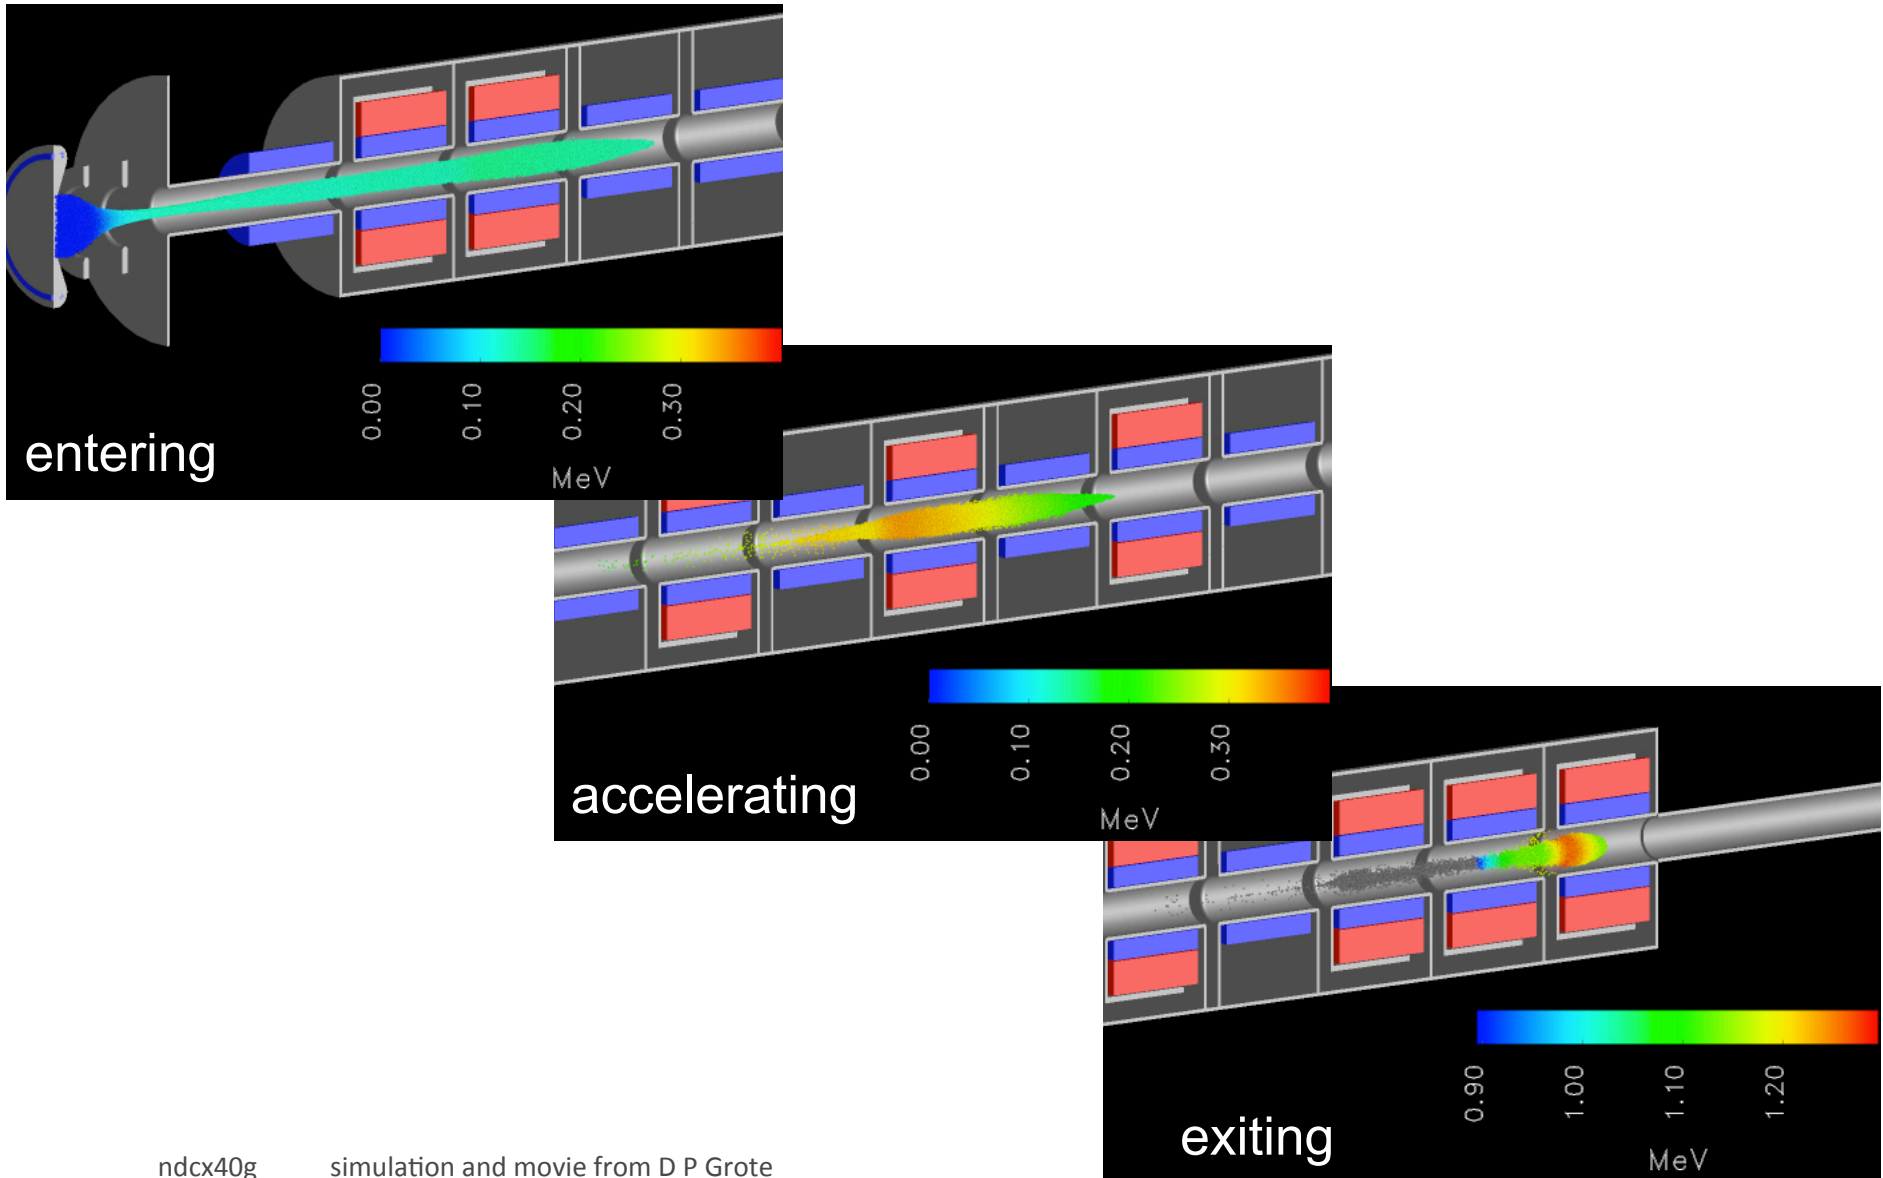 0.00
0.10
0.20
0.30
MeV
entering
0.00
0.10
0.20
0.30
MeV
accelerating
0.90
1.00
1.10
1.20
MeV
exiting
ndcx40g simulation and movie from D P Grote